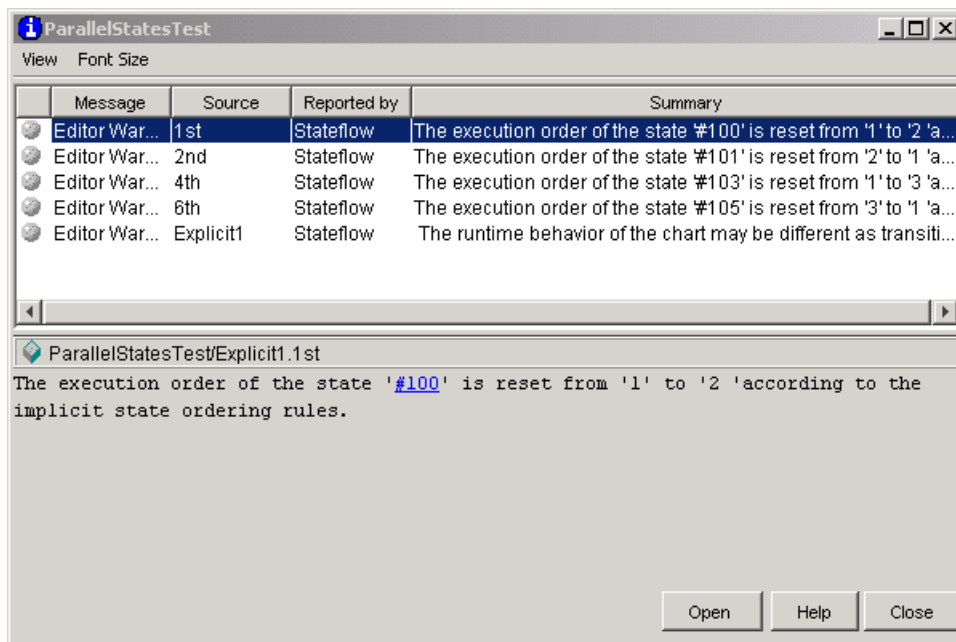 ParallelStatesTest
View Font Size
Message Source Reported by Summary
Editor War... 1st Stateflow The execution order of the state '#100' is reset from '1' to '2 'a...
Editor War... 2nd Stateflow The execution order of the state '#101' is reset from '2' to '1 'a...
Editor War... 4th Stateflow The execution order of the state '#103' is reset from '1' to '3 'a...
Editor War... 6th Stateflow The execution order of the state '#105' is reset from '3' to '1 'a...
Editor War... Explicit1 Stateflow The runtime behavior of the chart may be different as transiti...
ParallelStatesTest/Explicit1.1st
The execution order of the state '#100' is reset from '1' to '2 'according to the
implicit state ordering rules.
Open Help Close